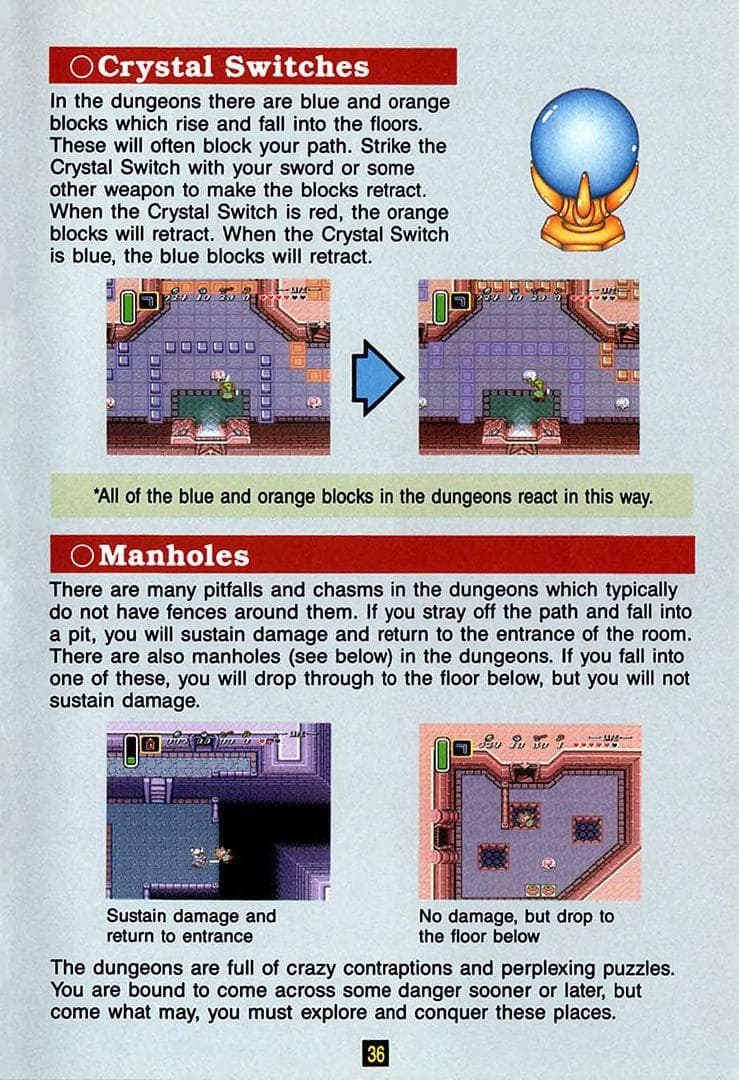 ○Crystal Switches
In the dungeons there are blue and orange
blocks which rise and fall into the floors.
These will often block your path. Strike the
Crystal Switch with your sword or some
other weapon to make the blocks retract.
When the Crystal Switch is red, the orange
blocks will retract. When the Crystal Switch
is blue, the blue blocks will retract.
*All of the blue and orange blocks in the dungeons react in this way.
○Manholes
There are many pitfalls and chasms in the dungeons which typically
do not have fences around them. If you stray off the path and fall into
a pit, you will sustain damage and return to the entrance of the room.
There are also manholes (see below) in the dungeons. If you fall into
one of these, you will drop through to the floor below, but you will not
sustain damage.
Sustain damage and
return to entrance
No damage, but drop to
the floor below
The dungeons are full of crazy contraptions and perplexing puzzles.
You are bound to come across some danger sooner or later, but
come what may, you must explore and conquer these places.
36